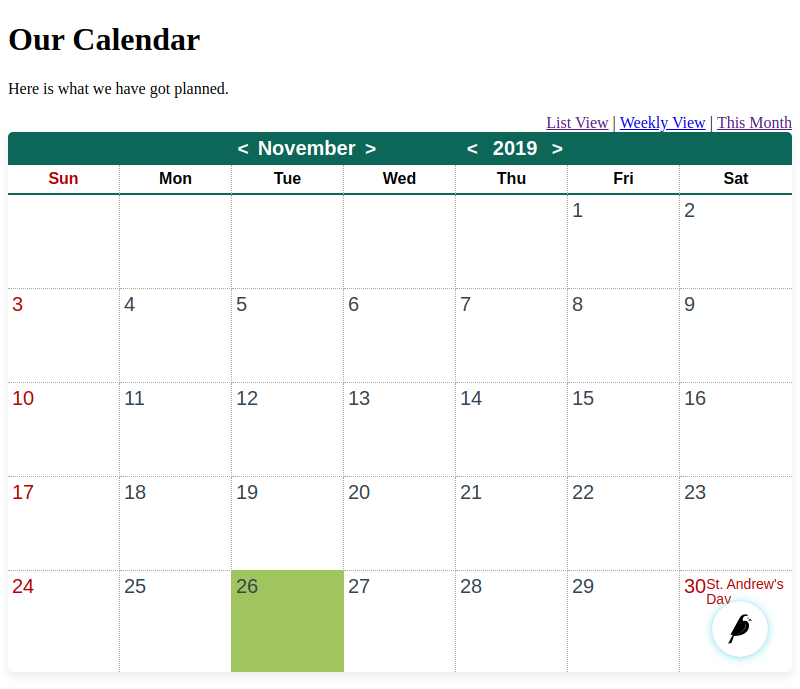 Our Calendar
Here is what we have got planned.
List View | Weekly View | This Month
< November > < 2019 >
Sun Mon Tue Wed Thu Fri Sat
1 2
3 4 5 6 7 8 9
10 11 12 13 14 15 16
17 18 19 20 21 22 23
24 25 26 27 28 29 30 St. Andrew's
Day